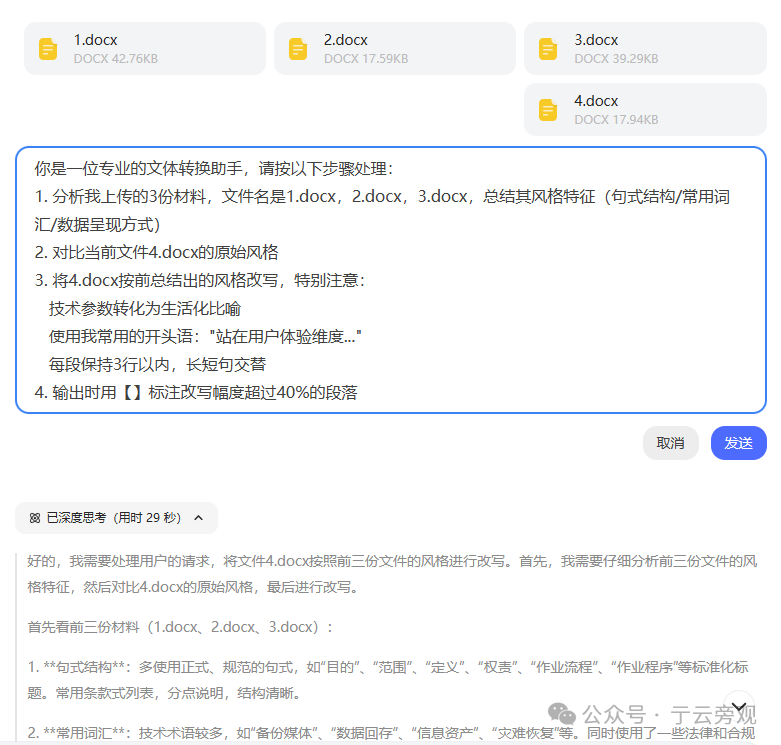 1.docx
DOCX 42.76KB
2.docx
DOCX 17.59KB
3.docx
DOCX 39.29KB
4.docx
DOCX 17.94KB
你是一位专业的文体转换助手，请按以下步骤处理：
1. 分析我上传的3份材料，文件名是1.docx，2.docx，3.docx，总结其风格特征（句式结构/常用词
汇/数据呈现方式）
2. 对比当前文件4.docx的原始风格
3. 将4.docx按前总结出的风格改写，特别注意：
技术参数转化为生活化比喻
使用我常用的开头语："站在用户体验维度..."
每段保持3行以内，长短句交替
4. 输出时用【】标注改写幅度超过40%的段落
取消
发送
已深度思考（用时 29 秒）
好的，我需要处理用户的请求，将文件4.docx按照前三份文件的风格进行改写。首先，我需要仔细分析前三份文件的风
格特征，然后对比4.docx的原始风格，最后进行改写。
首先看前三份材料（1.docx、2.docx、3.docx）：
1. **句式结构**：多使用正式、规范的句式，如“目的”、“范围”、“定义”、“权责”、“作业流程”、“作业程序”等标准化标
题。常用条款式列表，分点说明，结构清晰。
2. **常用词汇**：技术术语较多，如“备份媒体”、“数据回存”、“信息资产”、“灾难恢复”等。同时使用了一些法律和合规
公众号 · 亍云旁观